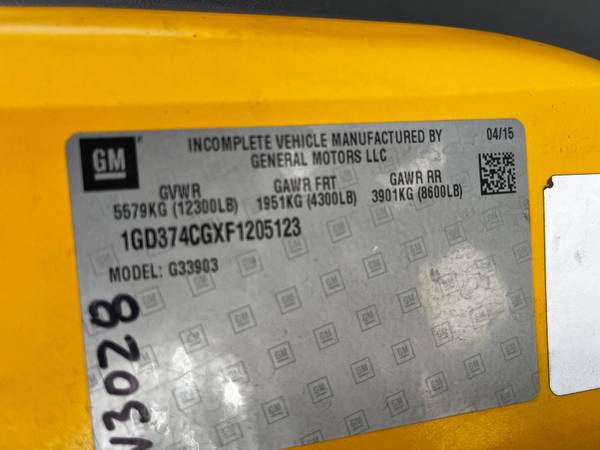 GM
INCOMPLETE VEHICLE MANUFACTURED BY
GENERAL MOTORS LLC
04/15
GVWR
5579KG (12300LB)
GAWR FRT
1951KG (4300LB)
GAWR RR
3901KG (8600LB)
1GD374CGXF1205123
MODEL: G33903
V3028